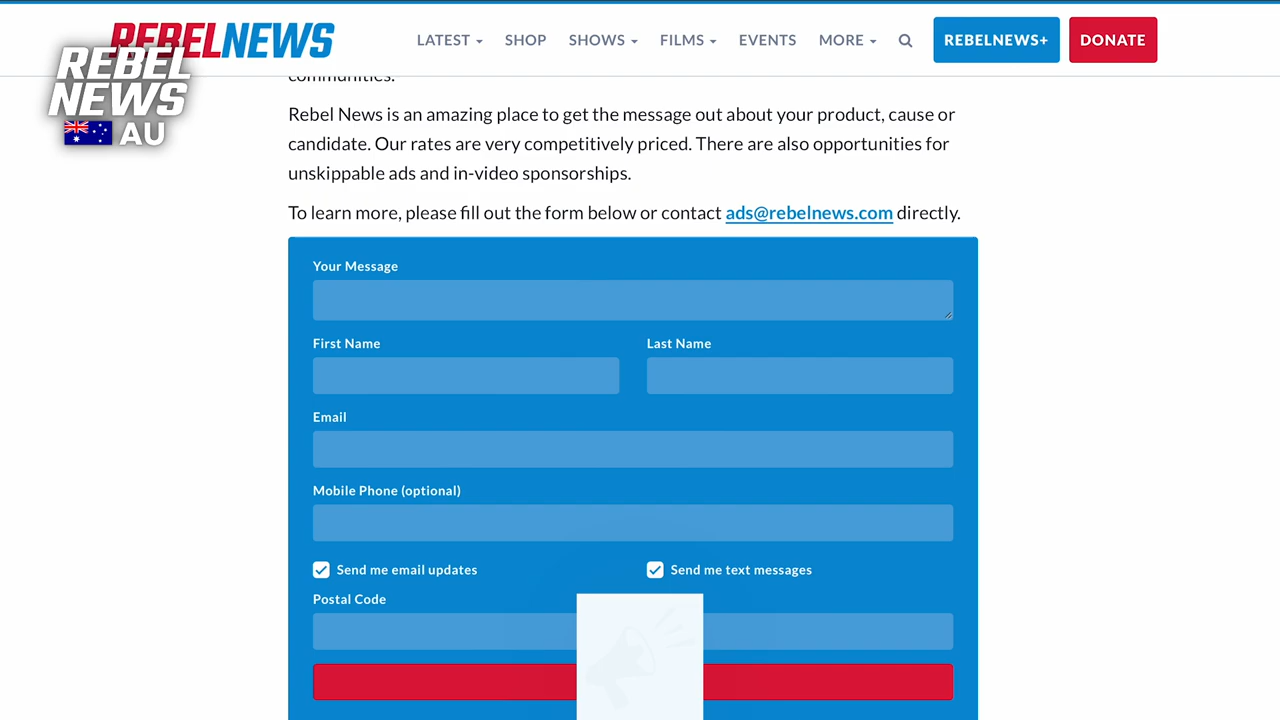 REBELNEWS
LATEST SHOP SHOWS FILMS EVENTS MORE REBELNEWS+ DONATE
REBEL
NEWS
AU
communities.
Rebel News is an amazing place to get the message out about your product, cause or
candidate. Our rates are very competitively priced. There are also opportunities for
unskippable ads and in-video sponsorships.
To learn more, please fill out the form below or contact ads@rebelnews.com directly.
Your Message
First Name Last Name
Email
Mobile Phone (optional)
Send me email updates Send me text messages
Postal Code